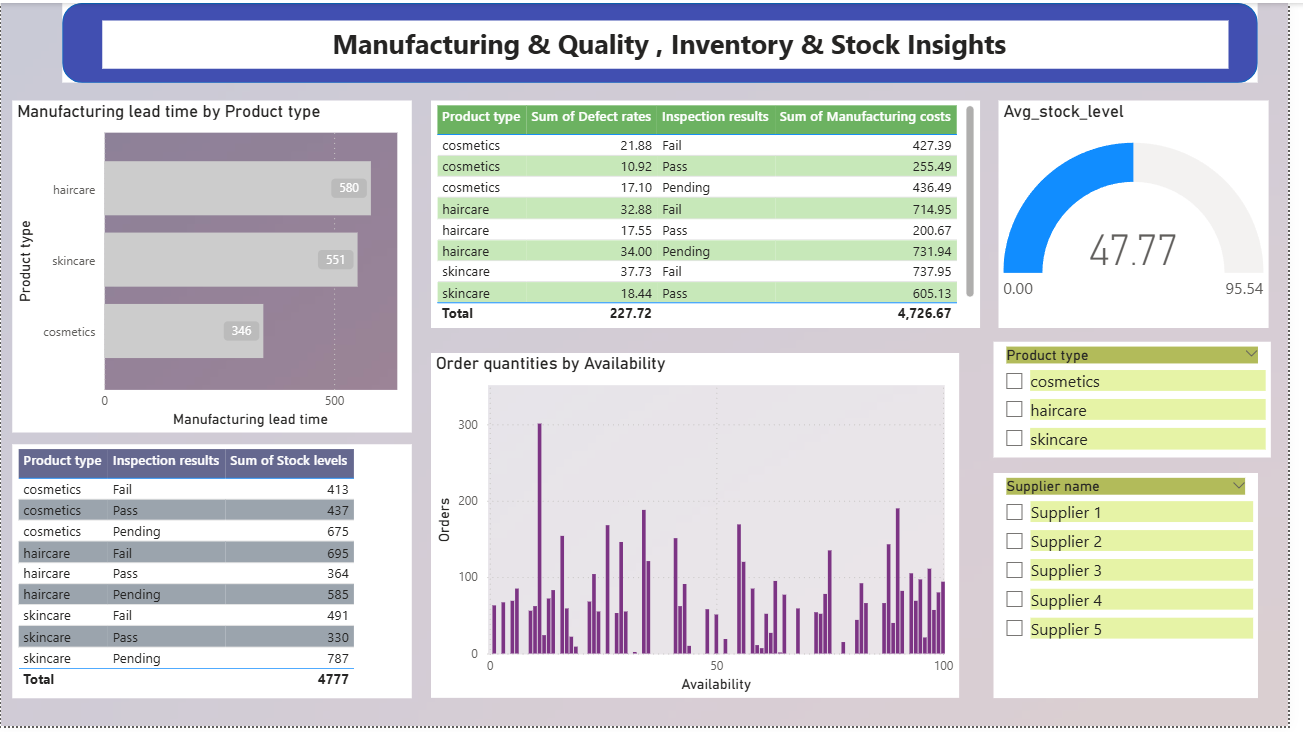 Manufacturing & Quality , Inventory & Stock Insights
Manufacturing lead time by Product type
Product type
haircare 580
skincare 551
cosmetics 346
0 500
Manufacturing lead time
Product type Sum of Defect rates Inspection results Sum of Manufacturing costs
cosmetics 21.88 Fail 427.39
cosmetics 10.92 Pass 255.49
cosmetics 17.10 Pending 436.49
haircare 32.88 Fail 714.95
haircare 17.55 Pass 200.67
haircare 34.00 Pending 731.94
skincare 37.73 Fail 737.95
skincare 18.44 Pass 605.13
Total 227.72 4,726.67
Avg_stock_level
47.77
0.00 95.54
Product type Inspection results Sum of Stock levels
cosmetics Fail 413
cosmetics Pass 437
cosmetics Pending 675
haircare Fail 695
haircare Pass 364
haircare Pending 585
skincare Fail 491
skincare Pass 330
skincare Pending 787
Total 4777
Order quantities by Availability
Orders
300
200
100
0
0 50 100
Availability
Product type
cosmetics
haircare
skincare
Supplier name
Supplier 1
Supplier 2
Supplier 3
Supplier 4
Supplier 5